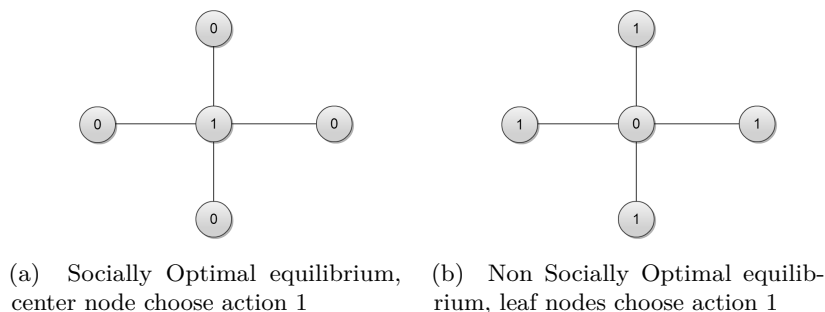 0
0 1 0
0
1
1 0 1
1
(a) Socially Optimal equilibrium,
center node choose action 1
(b) Non Socially Optimal equilib-
rium, leaf nodes choose action 1